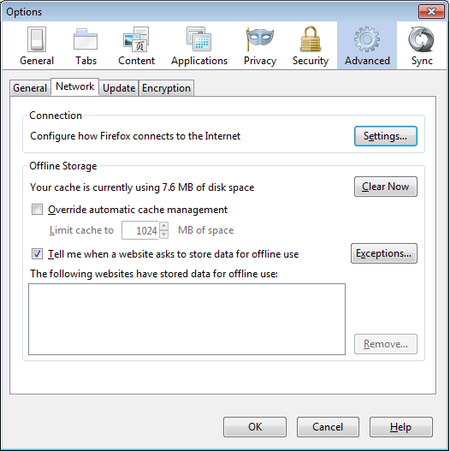 Options
General Tabs Content Applications Privacy Security Advanced Sync
General Network Update Encryption
Connection
Configure how Firefox connects to the Internet Settings...
Offline Storage
Your cache is currently using 7.6 MB of disk space Clear Now
Override automatic cache management
Limit cache to 1024 MB of space
Tell me when a website asks to store data for offline use Exceptions...
The following websites have stored data for offline use:
Remove...
OK Cancel Help